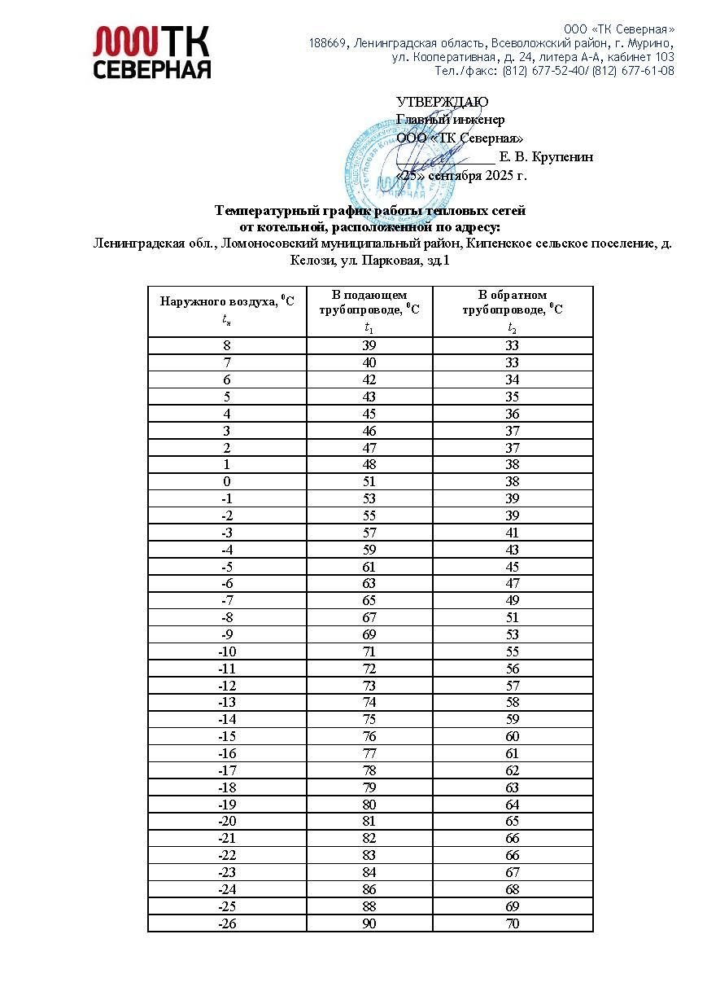 ТК
СЕВЕРНАЯ
ООО «ТК Северная»
188669, Ленинградская область, Всеволожский район, г. Мурино,
ул. Кооперативная, д. 24, литера А-А, кабинет 103
Тел./факс: (812) 677-52-40/ (812) 677-61-08
УТВЕРЖДАЮ
Главный инженер
ООО «ТК Северная»
______________ Е. В. Крупенин
«25» сентября 2025 г.
Температурный график работы тепловых сетей
от котельной, расположенной по адресу:
Ленинградская обл., Ломоносовский муниципальный район, Кипенское сельское поселение, д.
Келози, ул. Парковая, зд.1
Наружного воздуха, ⁰С tн
В подающем трубопроводе, ⁰С t1
В обратном трубопроводе, ⁰С t2
8 39 33
7 40 33
6 42 34
5 43 35
4 45 36
3 46 37
2 47 37
1 48 38
0 51 38
-1 53 39
-2 55 39
-3 57 41
-4 59 43
-5 61 45
-6 63 47
-7 65 49
-8 67 51
-9 69 53
-10 71 55
-11 72 56
-12 73 57
-13 74 58
-14 75 59
-15 76 60
-16 77 61
-17 78 62
-18 79 63
-19 80 64
-20 81 65
-21 82 66
-22 83 66
-23 84 67
-24 86 68
-25 88 69
-26 90 70